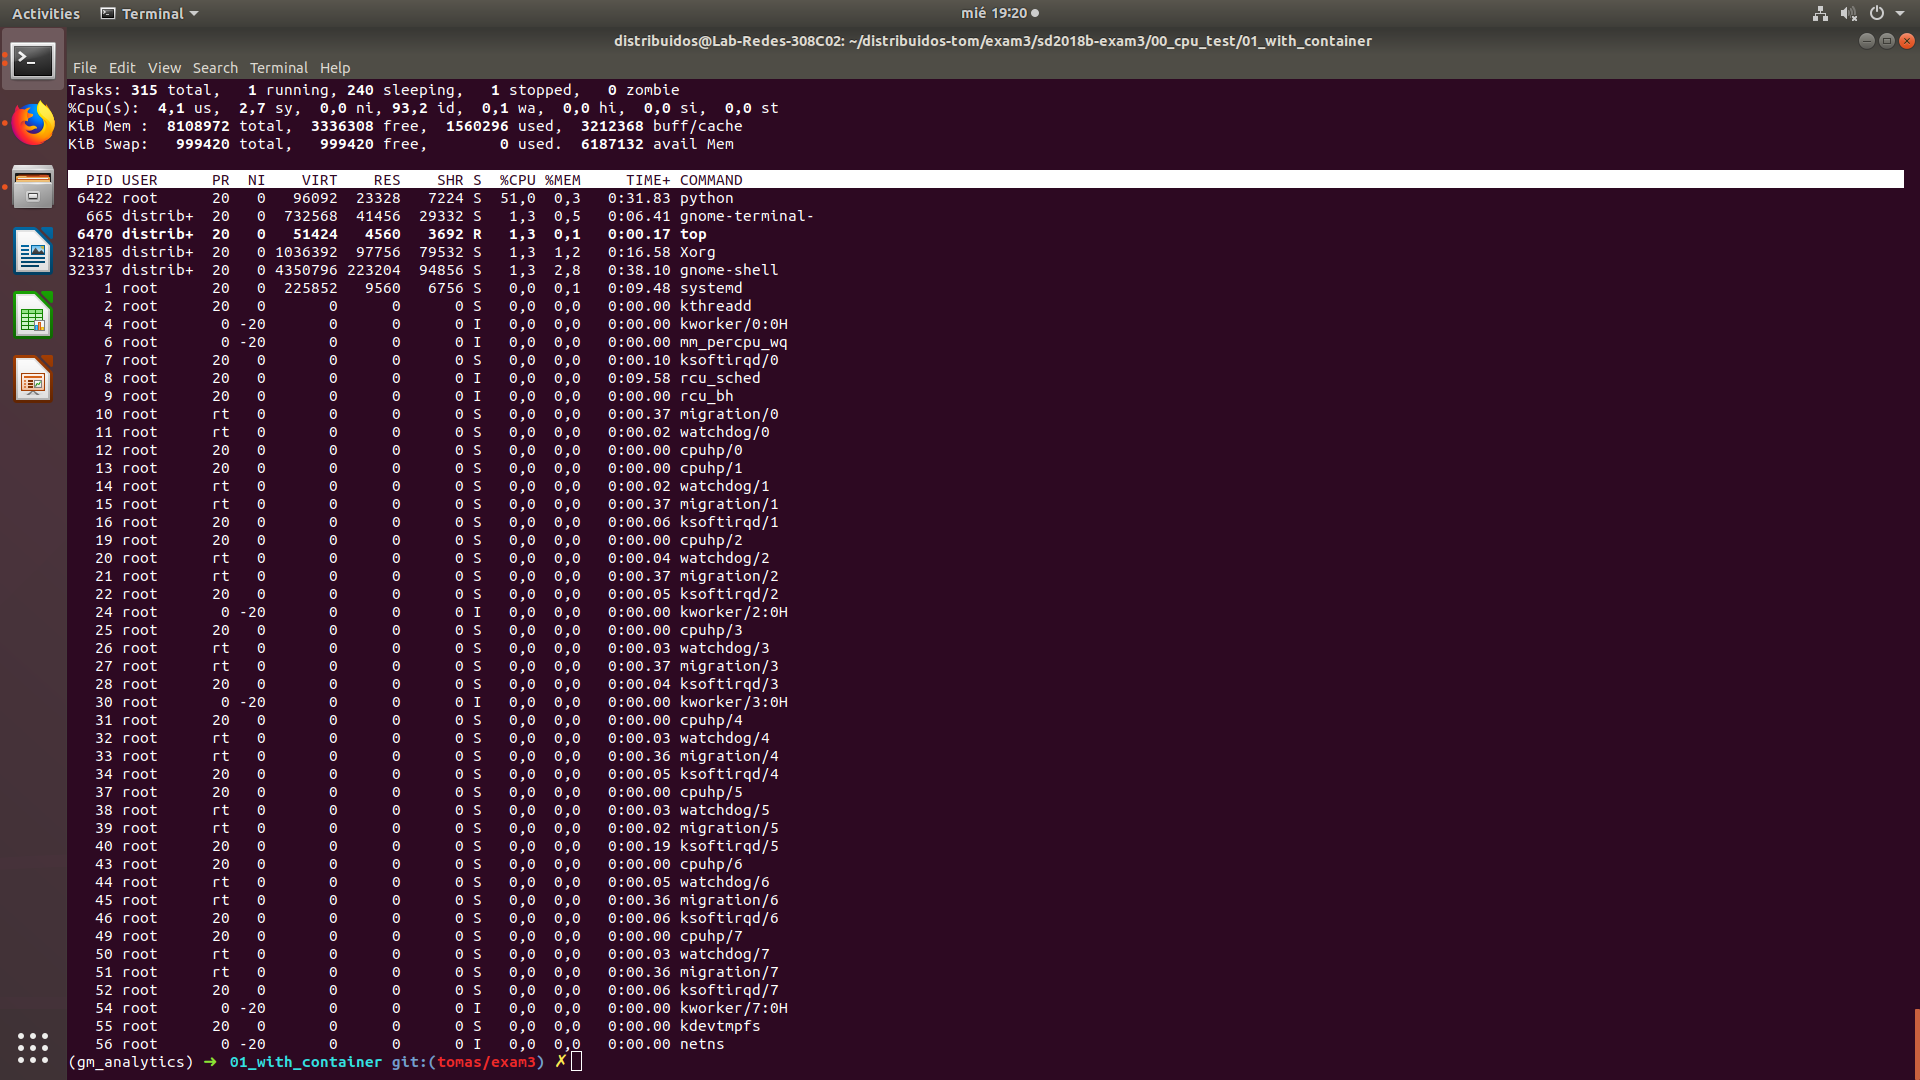 Activities Terminal mié 19:20
distribuidos@Lab-Redes-308C02: ~/distribuidos-tom/exam3/sd2018b-exam3/00_cpu_test/01_with_container
File Edit View Search Terminal Help
Tasks: 315 total,   1 running, 240 sleeping,   1 stopped,   0 zombie
%Cpu(s):  4,1 us,  2,7 sy,  0,0 ni, 93,2 id,  0,1 wa,  0,0 hi,  0,0 si,  0,0 st
KiB Mem :  8108972 total,  3336308 free,  1560296 used,  3212368 buff/cache
KiB Swap:   999420 total,   999420 free,        0 used.  6187132 avail Mem
PID USER PR NI VIRT RES SHR S %CPU %MEM TIME+ COMMAND
6422 root 20 0 96092 23328 7224 S 51,0 0,3 0:31.83 python
665 distrib+ 20 0 732568 41456 29332 S 1,3 0,5 0:06.41 gnome-terminal-
6470 distrib+ 20 0 51424 4560 3692 R 1,3 0,1 0:00.17 top
32185 distrib+ 20 0 1036392 97756 79532 S 1,3 1,2 0:16.58 Xorg
32337 distrib+ 20 0 4350796 223204 94856 S 1,3 2,8 0:38.10 gnome-shell
1 root 20 0 225852 9560 6756 S 0,0 0,1 0:09.48 systemd
2 root 20 0 0 0 0 S 0,0 0,0 0:00.00 kthreadd
4 root 0 -20 0 0 0 I 0,0 0,0 0:00.00 kworker/0:0H
6 root 0 -20 0 0 0 I 0,0 0,0 0:00.00 mm_percpu_wq
7 root 20 0 0 0 0 S 0,0 0,0 0:00.10 ksoftirqd/0
8 root 20 0 0 0 0 I 0,0 0,0 0:09.58 rcu_sched
9 root 20 0 0 0 0 I 0,0 0,0 0:00.00 rcu_bh
10 root rt 0 0 0 0 S 0,0 0,0 0:00.37 migration/0
11 root rt 0 0 0 0 S 0,0 0,0 0:00.02 watchdog/0
12 root 20 0 0 0 0 S 0,0 0,0 0:00.00 cpuhp/0
13 root 20 0 0 0 0 S 0,0 0,0 0:00.00 cpuhp/1
14 root rt 0 0 0 0 S 0,0 0,0 0:00.02 watchdog/1
15 root rt 0 0 0 0 S 0,0 0,0 0:00.37 migration/1
16 root 20 0 0 0 0 S 0,0 0,0 0:00.06 ksoftirqd/1
19 root 20 0 0 0 0 S 0,0 0,0 0:00.00 cpuhp/2
20 root rt 0 0 0 0 S 0,0 0,0 0:00.04 watchdog/2
21 root rt 0 0 0 0 S 0,0 0,0 0:00.37 migration/2
22 root 20 0 0 0 0 S 0,0 0,0 0:00.05 ksoftirqd/2
24 root 0 -20 0 0 0 I 0,0 0,0 0:00.00 kworker/2:0H
25 root 20 0 0 0 0 S 0,0 0,0 0:00.00 cpuhp/3
26 root rt 0 0 0 0 S 0,0 0,0 0:00.03 watchdog/3
27 root rt 0 0 0 0 S 0,0 0,0 0:00.37 migration/3
28 root 20 0 0 0 0 S 0,0 0,0 0:00.04 ksoftirqd/3
30 root 0 -20 0 0 0 I 0,0 0,0 0:00.00 kworker/3:0H
31 root 20 0 0 0 0 S 0,0 0,0 0:00.00 cpuhp/4
32 root rt 0 0 0 0 S 0,0 0,0 0:00.03 watchdog/4
33 root rt 0 0 0 0 S 0,0 0,0 0:00.36 migration/4
34 root 20 0 0 0 0 S 0,0 0,0 0:00.05 ksoftirqd/4
37 root 20 0 0 0 0 S 0,0 0,0 0:00.00 cpuhp/5
38 root rt 0 0 0 0 S 0,0 0,0 0:00.03 watchdog/5
39 root rt 0 0 0 0 S 0,0 0,0 0:00.02 migration/5
40 root 20 0 0 0 0 S 0,0 0,0 0:00.19 ksoftirqd/5
43 root 20 0 0 0 0 S 0,0 0,0 0:00.00 cpuhp/6
44 root rt 0 0 0 0 S 0,0 0,0 0:00.05 watchdog/6
45 root rt 0 0 0 0 S 0,0 0,0 0:00.36 migration/6
46 root 20 0 0 0 0 S 0,0 0,0 0:00.06 ksoftirqd/6
49 root 20 0 0 0 0 S 0,0 0,0 0:00.00 cpuhp/7
50 root rt 0 0 0 0 S 0,0 0,0 0:00.03 watchdog/7
51 root rt 0 0 0 0 S 0,0 0,0 0:00.36 migration/7
52 root 20 0 0 0 0 S 0,0 0,0 0:00.06 ksoftirqd/7
54 root 0 -20 0 0 0 I 0,0 0,0 0:00.00 kworker/7:0H
55 root 20 0 0 0 0 S 0,0 0,0 0:00.00 kdevtmpfs
56 root 0 -20 0 0 0 I 0,0 0,0 0:00.00 netns
(gm_analytics) ➜ 01_with_container git:(tomas/exam3) ✗